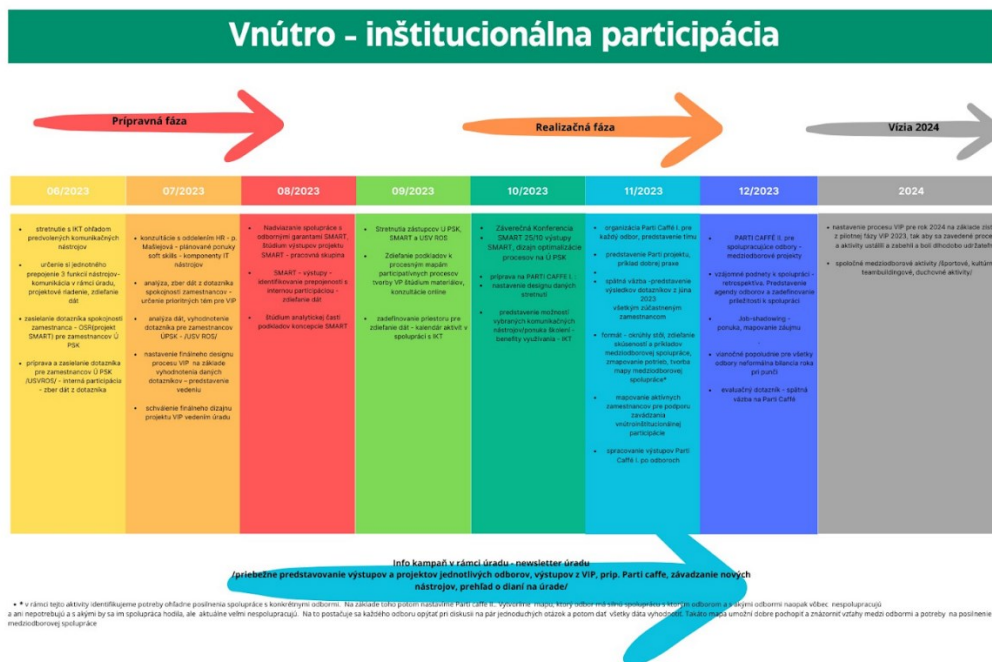 Vnútro - inštitucionálna participácia
Prípravná fáza
Realizačná fáza
Vízia 2024
06/2023
07/2023
08/2023
09/2023
10/2023
11/2023
12/2023
2024
stretnutie s IKT ohľadom
predvolených komunikačných
nástrojov
určenie si jednotného
prepojenie 3 funkcií nástrojov-
komunikácia v rámci úradu,
projektové riadenie, zdieľanie
dát
zasielanie dotazníka spokojnosti
zamestnanca - OSR(projekt
SMART) pre zamestnancov Ú
PSK
príprava a zasielanie dotazníka
pre zamestnancov Ú PSK
/USVROS/ - interná participácia
- zber dát z dotazníka
konzultácie s oddelením HR - p.
Mašlejová - plánované ponuky
soft skills - komponenty IT
nástrojov
analýza, zber dát z dotazníka
spokojnosti zamestnancov -
určenie prioritných tém pre VIP
analýza dát, vyhodnotenie
dotazníka pre zamestnancov
ÚPSK - /USV ROS/
nastavenie finálneho designu
procesu VIP na základe
vyhodnotenia daných
dotazníkov - predstavenie
vedeniu
schválenie finálneho dizajnu
projektu VIP vedením úradu
Nadviazanie spolupráce s
odbornými garantami SMART,
štúdium výstupov projektu
SMART - pracovná skupina
SMART - výstupy -
identifikovanie prepojenosti s
internou participáciou -
zdieľanie dát
štúdium analytickej časti
podkladov koncepcie SMART
Stretnutia zástupcov Ú PSK,
SMART a USV ROS
Zdieľanie podkladov k
procesným mapám
participatívnych procesov
tvorby VP štúdium materiálov,
konzultácie online
zadefinovanie priestoru pre
zdieľanie dát - kalendár aktivít v
spolupráci s IKT
Záverečná Konferencia
SMART 25/10 výstupy
SMART, dizajn optimalizácie
procesov na Ú PSK
príprava na PARTI CAFFÉ I. :
nastavenie designu daných
stretnutí
predstavenie možností
vybraných komunikačných
nástrojov/ponuka školení -
benefity využívania - IKT
organizácia Parti Caffé I. pre
každý odbor, predstavenie tímu
predstavenie Parti projektu,
príklad dobrej praxe
spätná väzba -predstavenie
výsledkov dotazníkov z júna
2023
všetkým zúčastneným
zamestnancom
formát - okrúhly stôl, zdieľanie
skúseností a príkladov
medziodborovej spolupráce,
zmapovanie potrieb, tvorba
mapy medziodborovej
spolupráce*
mapovanie aktívnych
zamestnancov pre podporu
zavádzania
vnútroinštitucionálnej
participácie
spracovanie výstupov Parti
Caffé I. po odboroch
PARTI CAFFÉ II. pre
spolupracujúce odbory -
medziodborové projekty
vzájomné podnety k spolupráci -
retrospektíva. Predstavenie
agendy odborov a zadefinovanie
príležitostí k spolupráci
Job-shadowing -
ponuka, mapovanie záujmu
vianočné popoludnie pre všetky
odbory naformálna bilancia roka
pri punči
evaluačný dotazník - spätná
väzba na Parti Caffé
nastavenie procesu VIP pre rok 2024 na základe
z pilotnej fázy VIP 2023, tak aby sa zavedené
a aktivity ustálili a zabehli a boli dlhodobo
spoločné medziodborové aktivity /športové,
teambuildingové, duchovné aktivity/
Info kampaň v rámci úradu - newsletter úradu
/priebežne predstavovanie výstupov a projektov jednotlivých odborov, výstupov z VIP, príp. Parti caffe, závadzanie nových
nástrojov, prehľad o dianí na úrade/
* v rámci tejto aktivity identifikujeme potreby ohľadne posilnenia spolupráce s konkrétnymi odbormi. Na základe toho potom nastavíme Parti caffé II. Vytvoríme mapu, ktorý odbor má silnú spoluprácu s ktorým odborom a s akými odbormi naopak vôbec nespolupracujú
a ani nepotrebujú a s akými by sa im spolupráca hodila, ale aktuálne veľmi nespolupracujú. Na to postačuje sa každého odboru opýtať pri diskusii na pár jednoduchých otázok a potom dať všetky dáta vyhodnotiť. Takáto mapa umožní dobre pochopiť a znázorniť vzťahy medzi odbormi a potreby na posilnenie
medziodborovej spolupráce